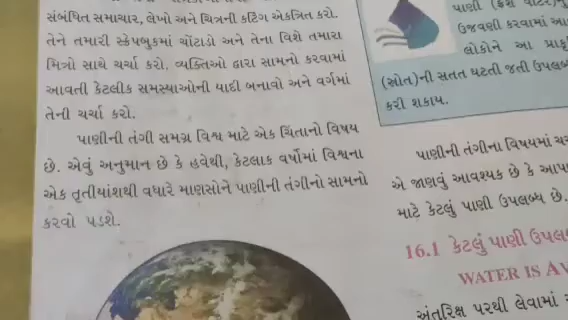 સંબંધિત સમાચાર, લેખો અને ચિત્રની કટિંગ એકત્રિત કરો.
તેને તમારી સ્ક્રેપબુકમાં ચોંટાડો અને તેના વિશે તમારા
મિત્રો સાથે ચર્ચા કરો. વ્યક્તિઓ દ્વારા સામનો કરવામાં
આવતી કેટલીક સમસ્યાઓની યાદી બનાવો અને વર્ગમાં
તેની ચર્ચા કરો.
પાણીની તંગી સમગ્ર વિશ્વ માટે એક ચિંતાનો વિષય
છે. એવું અનુમાન છે કે હવેથી, કેટલાક વર્ષોમાં વિશ્વના
એક તૃતીયાંશથી વધારે માણસોને પાણીની તંગીનો સામનો
કરવો પડશે.
પાણી (ફ્રેશ વૉટર)
ઉજવણી કરવામાં
લોકોને આ
(સ્રોત)ની સતત ઘટતી જતી
કરી શકાય.
પાણીની તંગીના વિષયમાં
એ જાણવું આવશ્યક છે કે
માટે કેટલું પાણી ઉપલબ્ધ છે.
16.1 કેટલું પાણી
WATER IS
અંતરિક્ષ પરથી લેવામાં